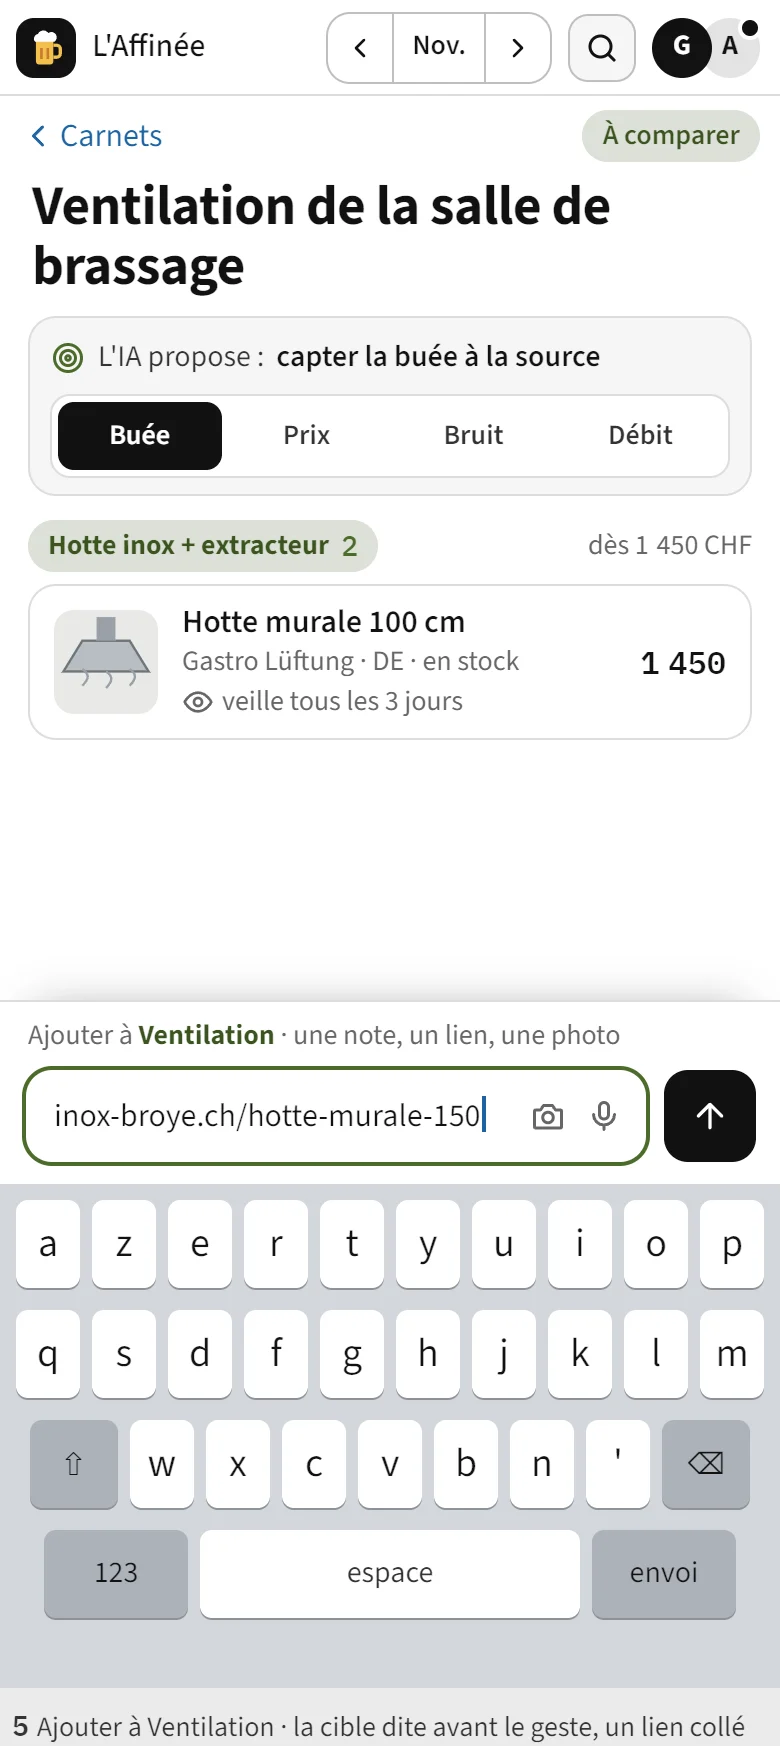 L'Affinée
Nov.
G
A
Carnets
À comparer
Ventilation de la salle de
brassage
L'IA propose : capter la buée à la source
Buée
Prix
Bruit
Débit
Hotte inox + extracteur 2
dès 1 450 CHF
Hotte murale 100 cm
Gastro Lüftung · DE · en stock
1 450
veille tous les 3 jours
Ajouter à Ventilation · une note, un lien, une photo
inox-broye.ch/hotte-murale-150
a z e r t y u i o p
q s d f g h j k l m
⇧ w x c v b n ' ⌫
123 espace envoi
5 Ajouter à Ventilation · la cible dite avant le geste, un lien collé